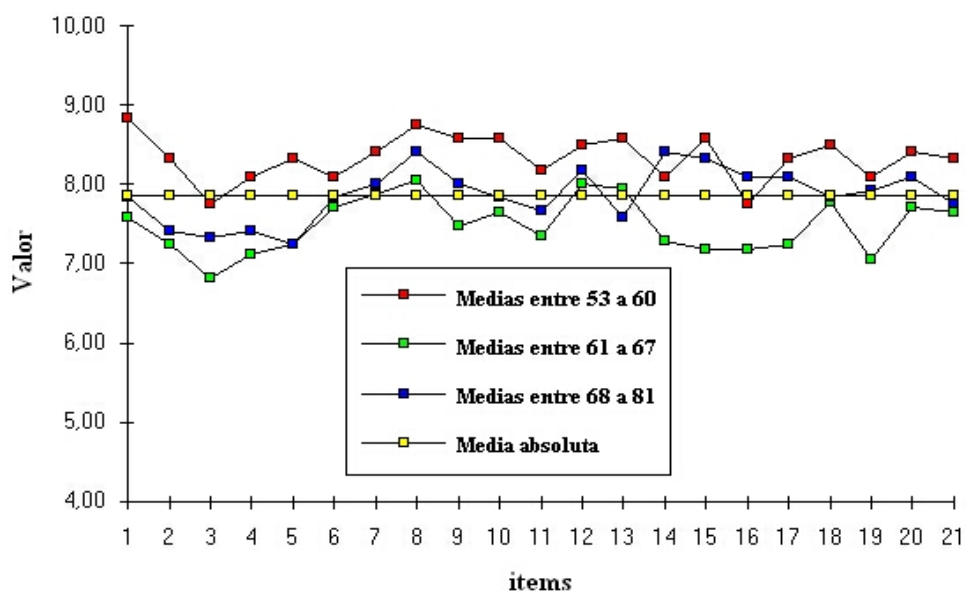 10,00
9,00
8,00
7,00
6,00
5,00
4,00
Valor
Medias entre 53 a 60
Medias entre 61 a 67
Medias entre 68 a 81
Media absoluta
1 2 3 4 5 6 7 8 9 10 11 12 13 14 15 16 17 18 19 20 21
items